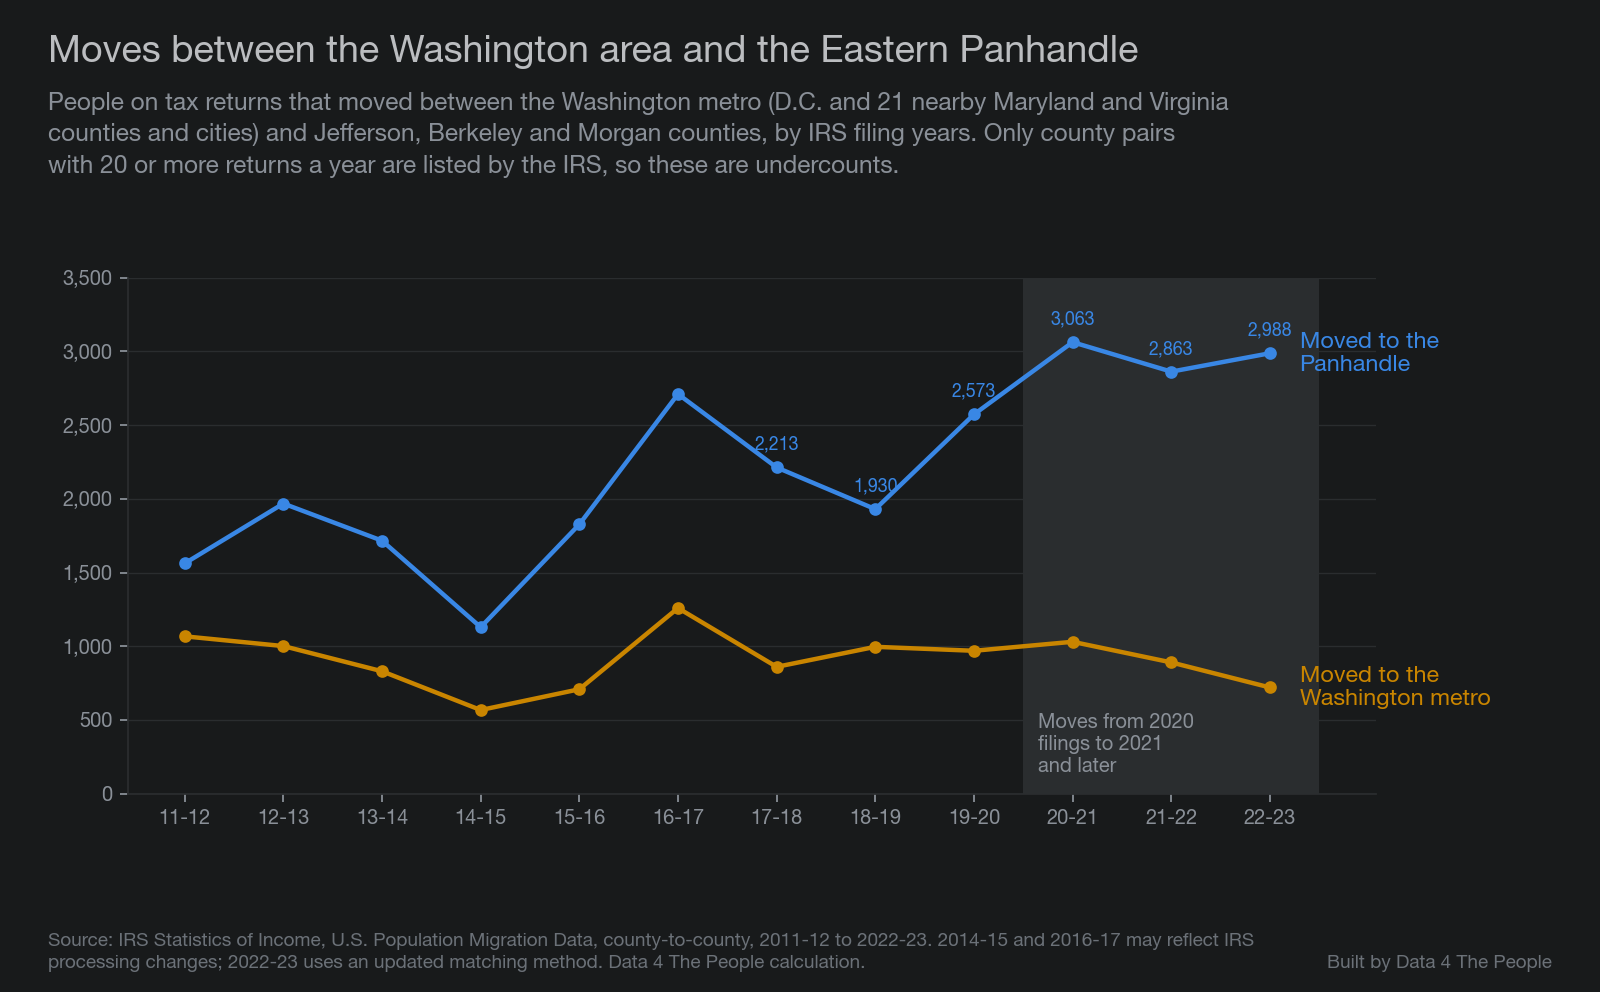 Moves between the Washington area and the Eastern Panhandle
People on tax returns that moved between the Washington metro (D.C. and 21 nearby Maryland and Virginia
counties and cities) and Jefferson, Berkeley and Morgan counties, by IRS filing years. Only county pairs
with 20 or more returns a year are listed by the IRS, so these are undercounts.
3,500
3,000
2,500
2,000
1,500
1,000
500
0
2,213
1,930
2,573
3,063
2,863
2,988
Moved to the
Panhandle
Moved to the
Washington metro
Moves from 2020
filings to 2021
and later
11-12
12-13
13-14
14-15
15-16
16-17
17-18
18-19
19-20
20-21
21-22
22-23
Source: IRS Statistics of Income, U.S. Population Migration Data, county-to-county, 2011-12 to 2022-23. 2014-15 and 2016-17 may reflect IRS
processing changes; 2022-23 uses an updated matching method. Data 4 The People calculation.
Built by Data 4 The People